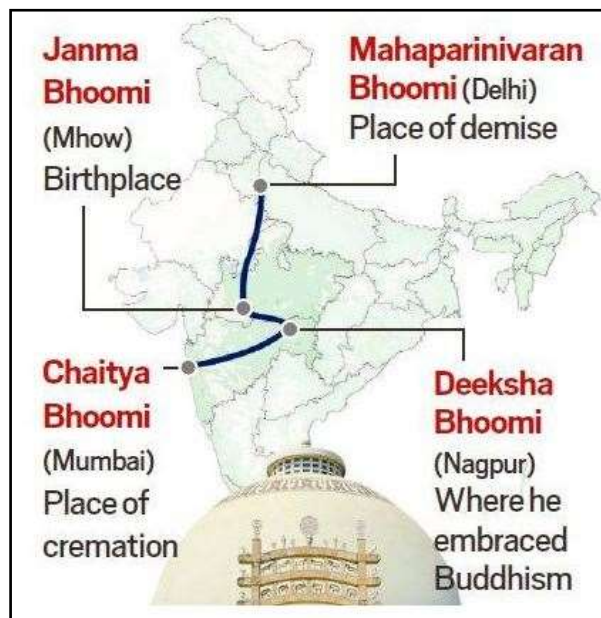 Janma
Bhoomi
(Mhow)
Birthplace
Mahaparinivaran
Bhoomi (Delhi)
Place of demise
Chaitya
Bhoomi
(Mumbai)
Place of
cremation
Deeksha
Bhoomi
(Nagpur)
Where he
embraced
Buddhism